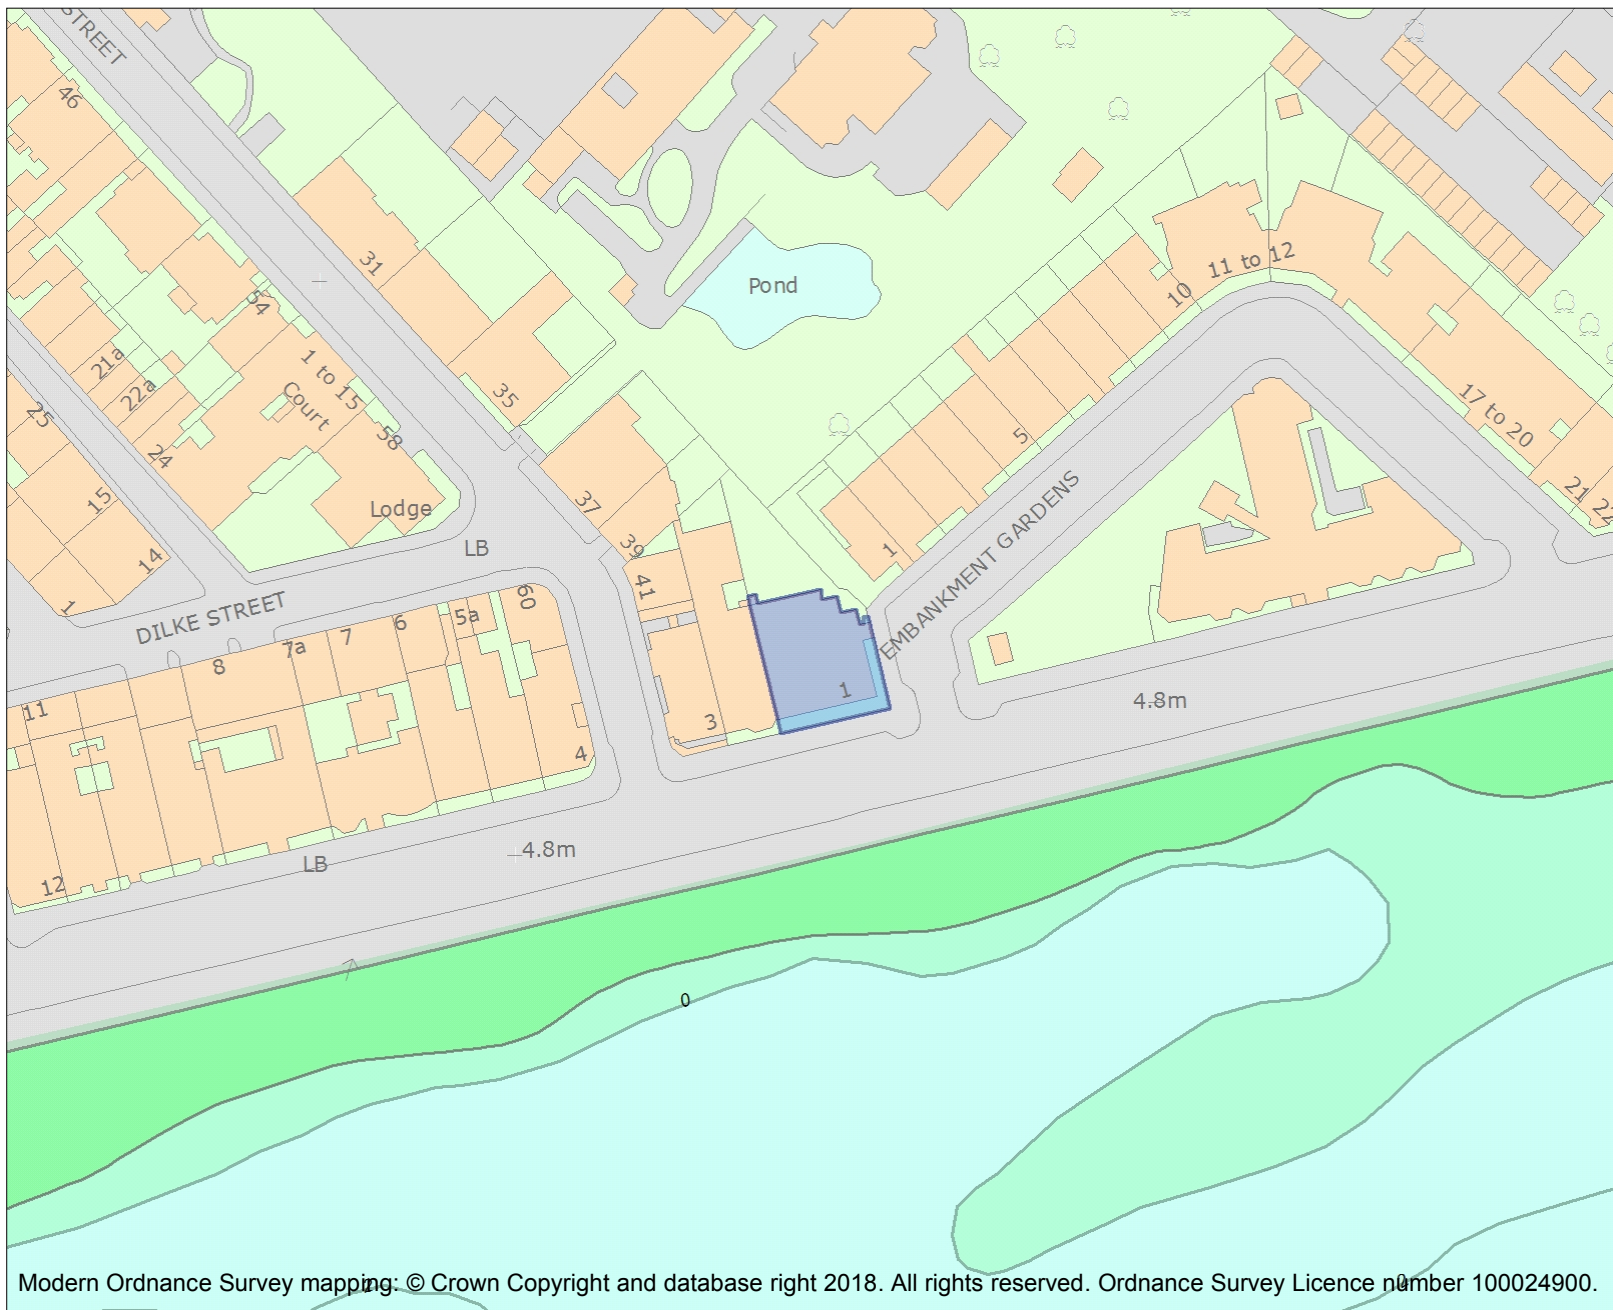 STREET
46
31
54
35
1 to 15
Court
58
21a
22a
24
25
15
14
1
Lodge
LB
DILKE STREET
37
39
41
60
5a
6
7
7a
8
11
12
4
3
1
LB
4.8m
Pond
10
11 to 12
5
1
EMBANKMENT GARDENS
17 to 20
21
22
4.8m
0
Modern Ordnance Survey mapping: © Crown Copyright and database right 2018. All rights reserved. Ordnance Survey Licence number 100024900.